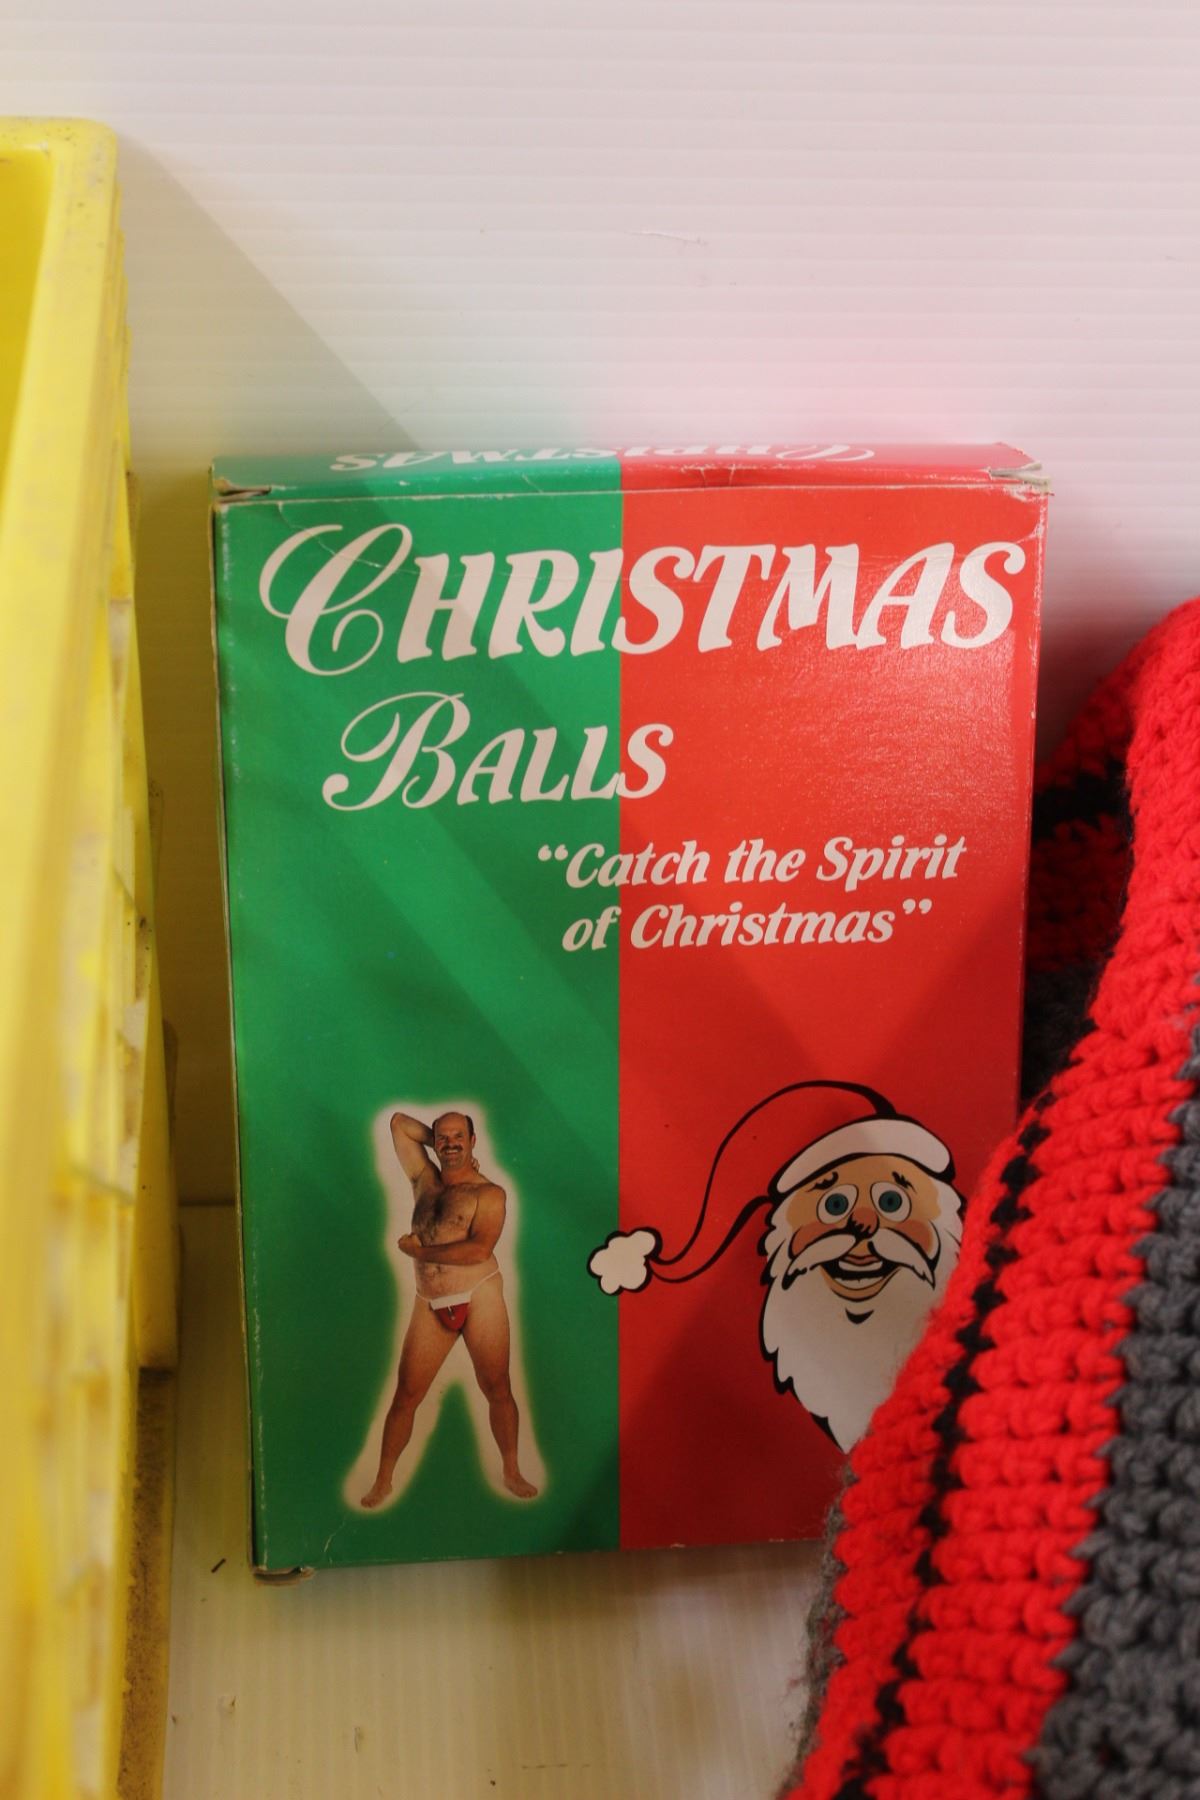 CHRISTMAS
CHRISTMAS
BALLS
“Catch the Spirit
of Christmas”